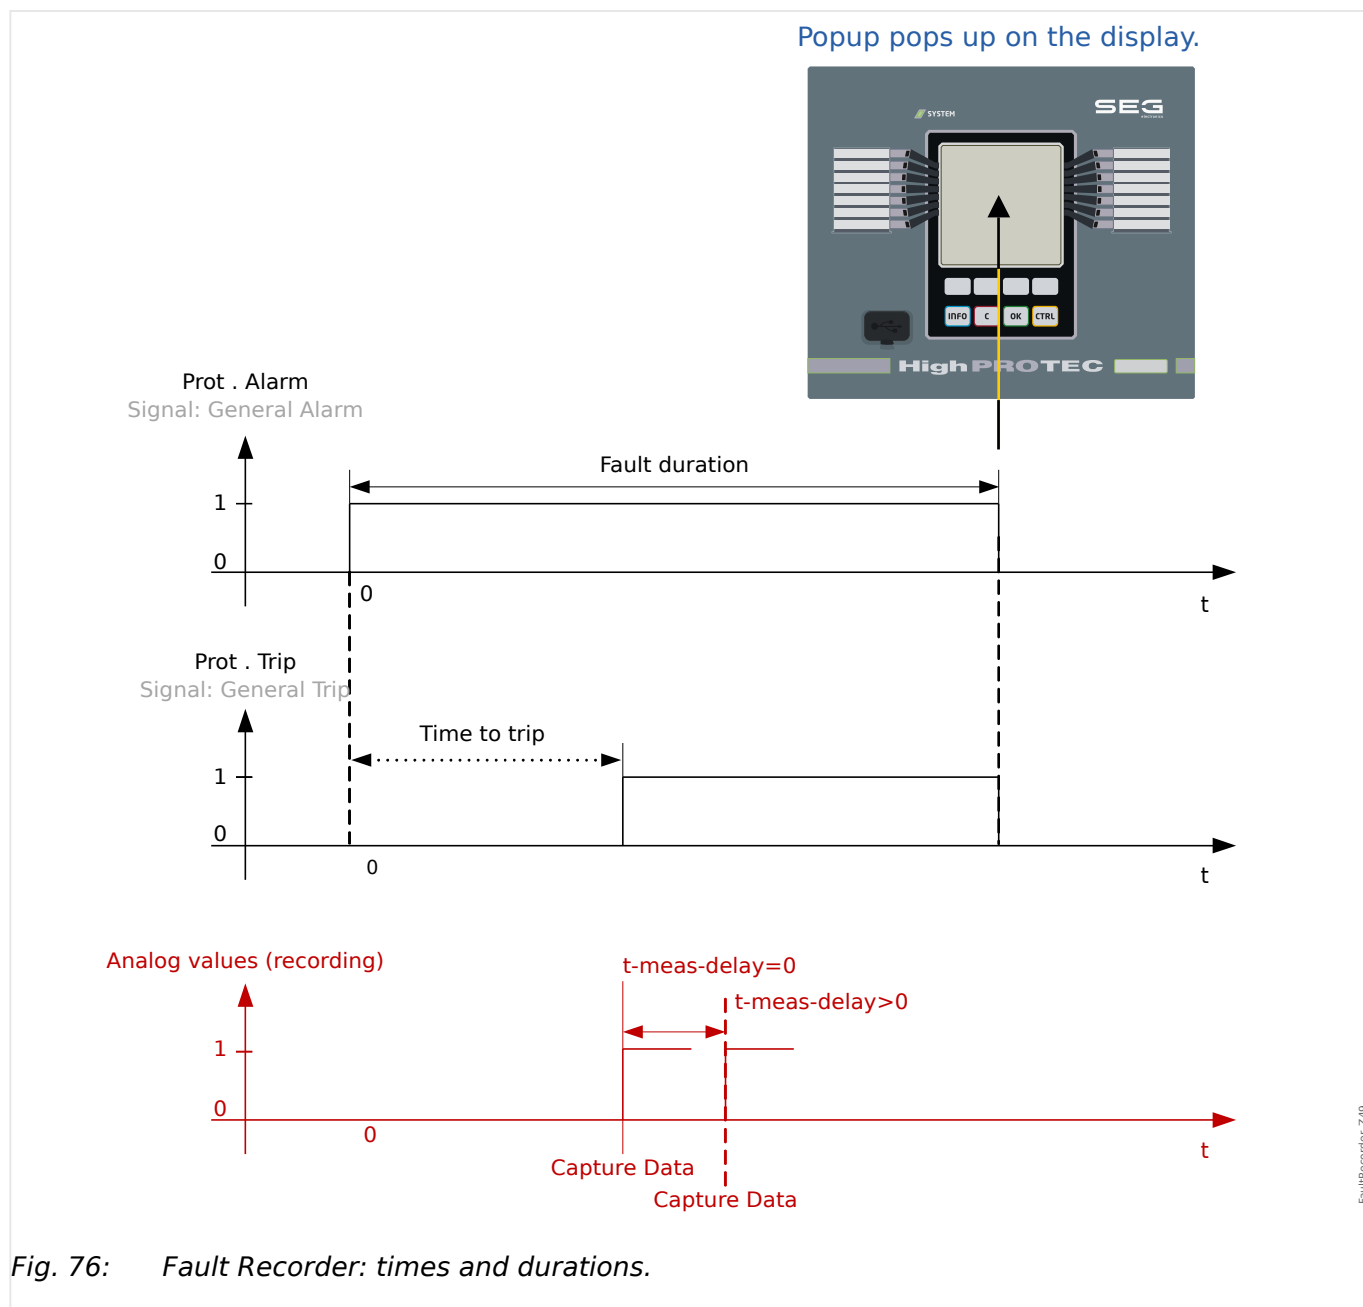 Popup pops up on the display.
SYSTEM
SEG
INFO
C
OK
CTRL
HighPROTEC
Prot . Alarm
Signal: General Alarm
Fault duration
1
0
0
t
Prot . Trip
Signal: General Trip
Time to trip
1
0
0
t
Analog values (recording)
t-meas-delay=0
t-meas-delay>0
1
0
0
t
Capture Data
Capture Data
Fig. 76: Fault Recorder: times and durations.